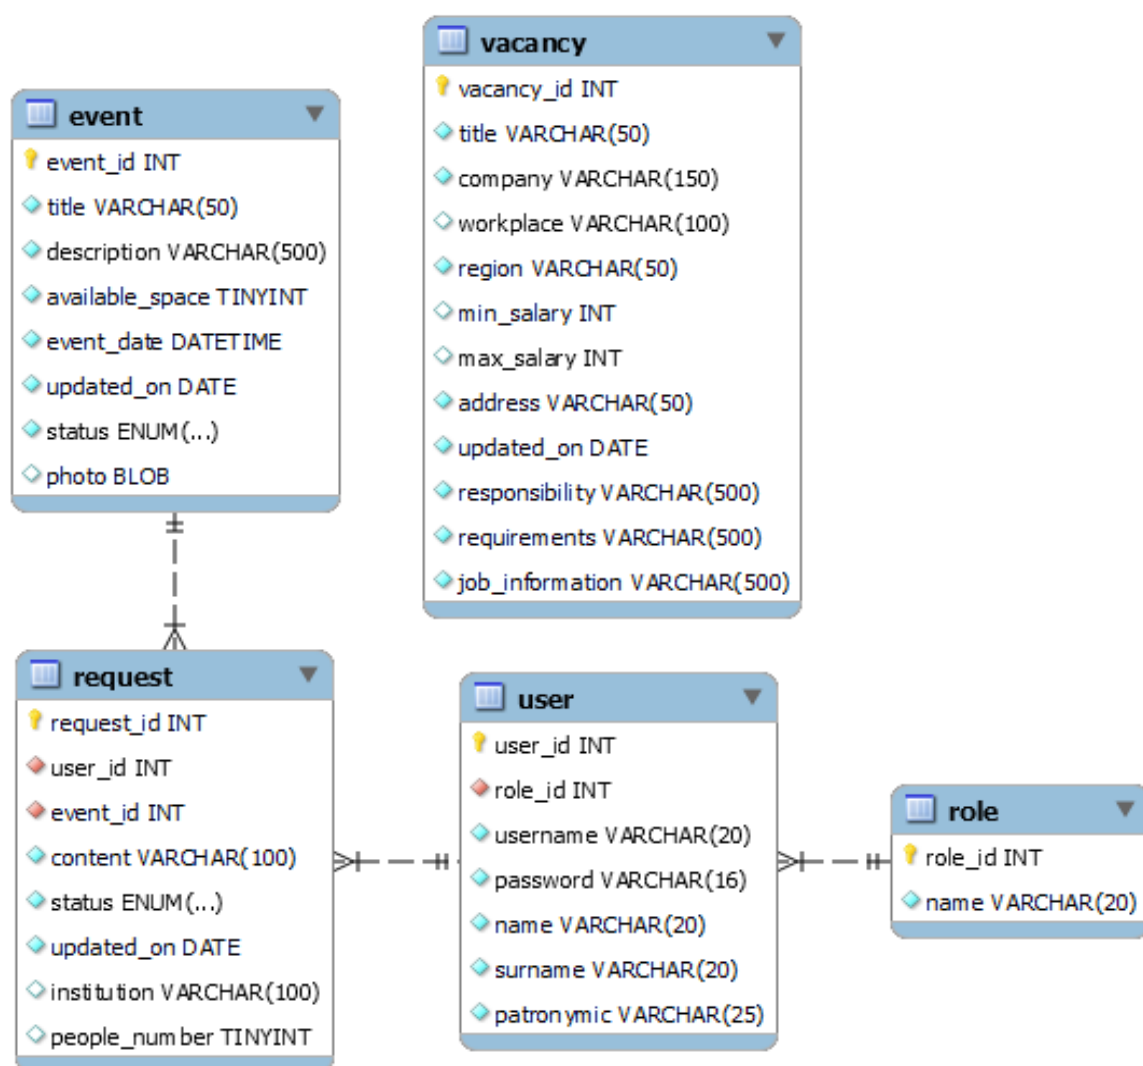 event
event_id INT
title VARCHAR(50)
description VARCHAR(500)
available_space TINYINT
event_date DATETIME
updated_on DATE
status ENUM(...)
photo BLOB
vacancy
vacancy_id INT
title VARCHAR(50)
company VARCHAR(150)
workplace VARCHAR(100)
region VARCHAR(50)
min_salary INT
max_salary INT
address VARCHAR(50)
updated_on DATE
responsibility VARCHAR(500)
requirements VARCHAR(500)
job_information VARCHAR(500)
request
request_id INT
user_id INT
event_id INT
content VARCHAR(100)
status ENUM(...)
updated_on DATE
institution VARCHAR(100)
people_number TINYINT
user
user_id INT
role_id INT
username VARCHAR(20)
password VARCHAR(16)
name VARCHAR(20)
surname VARCHAR(20)
patronymic VARCHAR(25)
role
role_id INT
name VARCHAR(20)